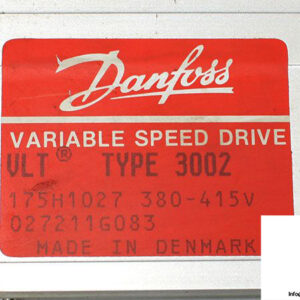 Danfoss
VARIABLE SPEED DRIVE
VLT® TYPE 3002
175H1027 380-415V
027211G083
MADE IN DENMARK